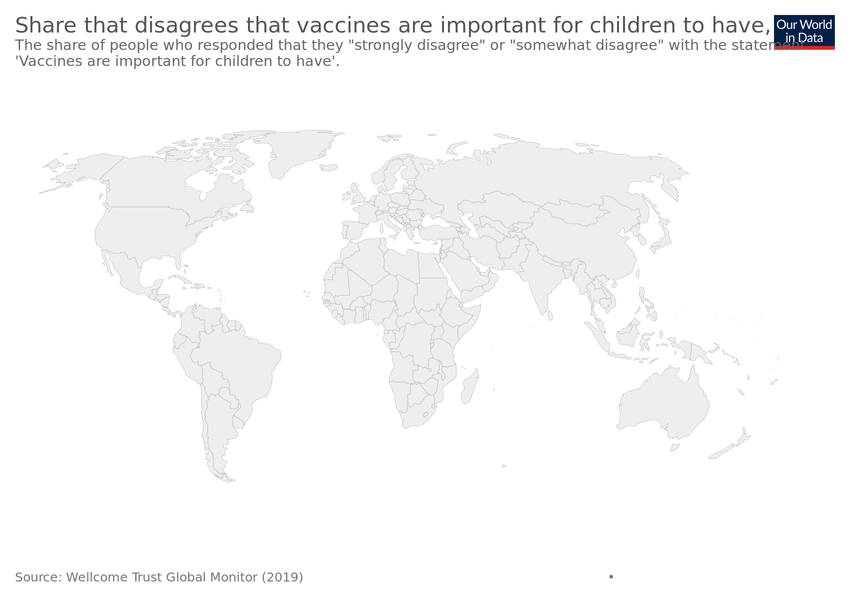 Share that disagrees that vaccines are important for children to have,
Our World
in Data
The share of people who responded that they "strongly disagree" or "somewhat disagree" with the statement
'Vaccines are important for children to have'.
Source: Wellcome Trust Global Monitor (2019)
•